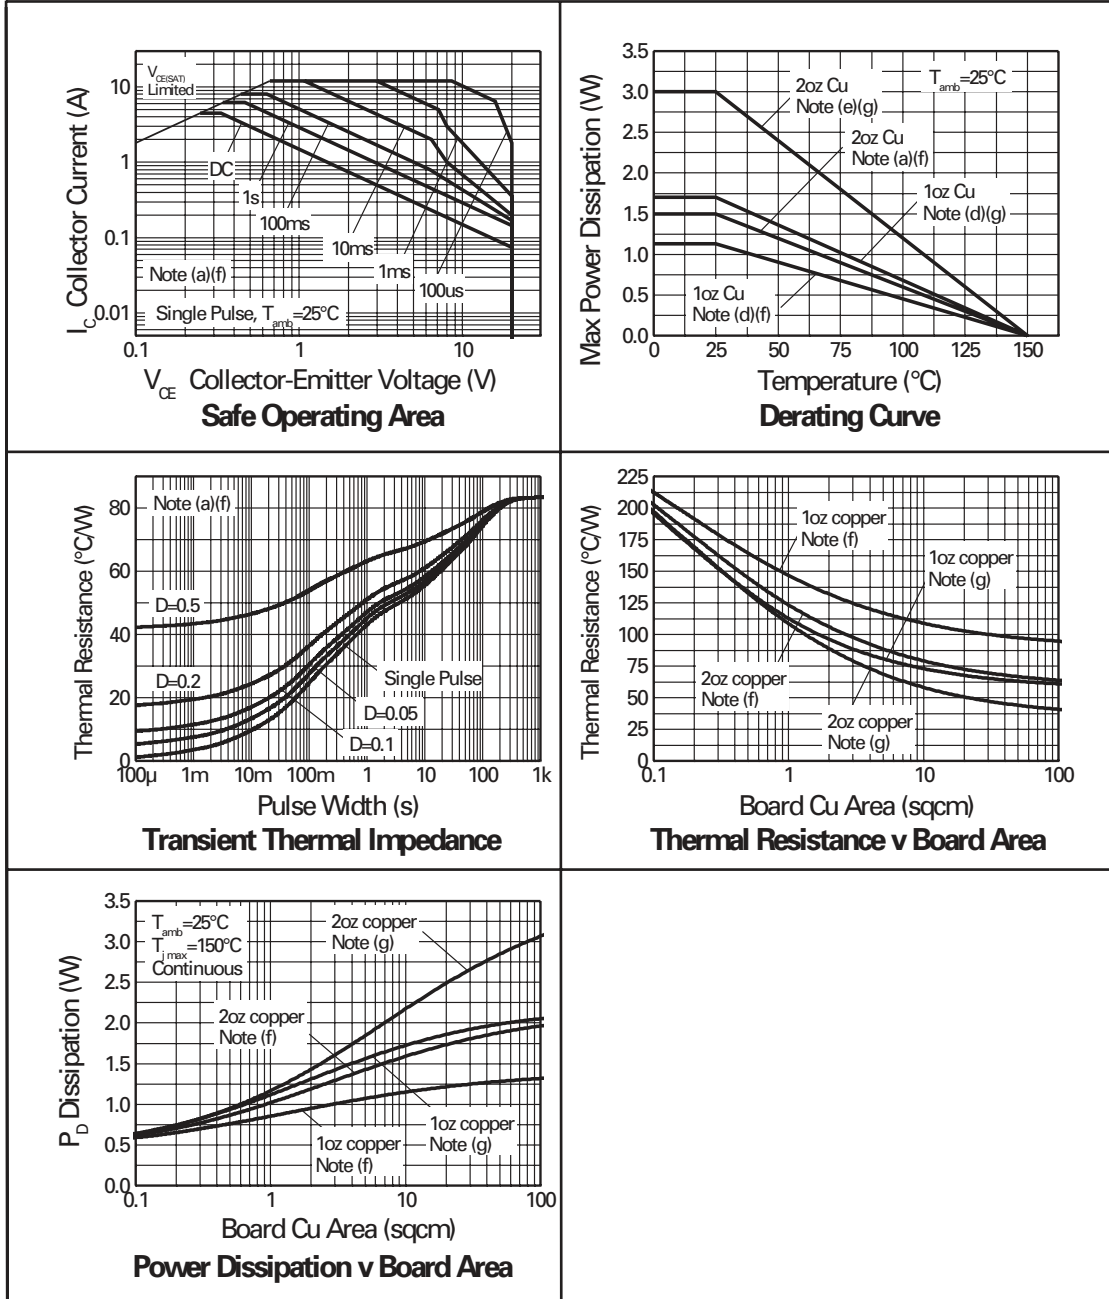 V CE(SAT)
Limited
10
1
0.1
0.01
I C Collector Current (A)
DC
1s
100ms
10ms
1ms
100us
Note (a)(f)
Single Pulse, T amb =25°C
0.1 1 10
V CE Collector-Emitter Voltage (V)
Safe Operating Area
3.5
3.0
2.5
2.0
1.5
1.0
0.5
0.0
Max Power Dissipation (W)
T amb =25°C
2oz Cu
Note (e)(g)
2oz Cu
Note (a)(f)
1oz Cu
Note (d)(g)
1oz Cu
Note (d)(f)
0 25 50 75 100 125 150
Temperature (°C)
Derating Curve
80
60
40
20
0
Thermal Resistance (°C/W)
Note (a)(f)
D=0.5
D=0.2
Single Pulse
D=0.05
D=0.1
100µ 1m 10m 100m 1 10 100 1k
Pulse Width (s)
Transient Thermal Impedance
225
200
175
150
125
100
75
50
25
0
Thermal Resistance (°C/W)
1oz copper
Note (f)
1oz copper
Note (g)
2oz copper
Note (f)
2oz copper
Note (g)
0.1 1 10 100
Board Cu Area (sqcm)
Thermal Resistance v Board Area
3.5
3.0
2.5
2.0
1.5
1.0
0.5
0.0
P D Dissipation (W)
T amb =25°C
T j max =150°C
Continuous
2oz copper
Note (g)
2oz copper
Note (f)
1oz copper
Note (g)
1oz copper
Note (f)
0.1 1 10 100
Board Cu Area (sqcm)
Power Dissipation v Board Area